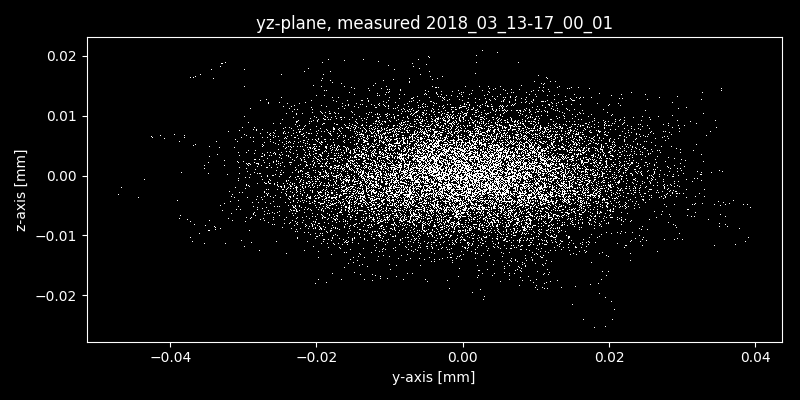 yz-plane, measured 2018_03_13-17_00_01
0.02
0.01
0.00
−0.01
−0.02
z-axis [mm]
−0.04 −0.02 0.00 0.02 0.04
y-axis [mm]